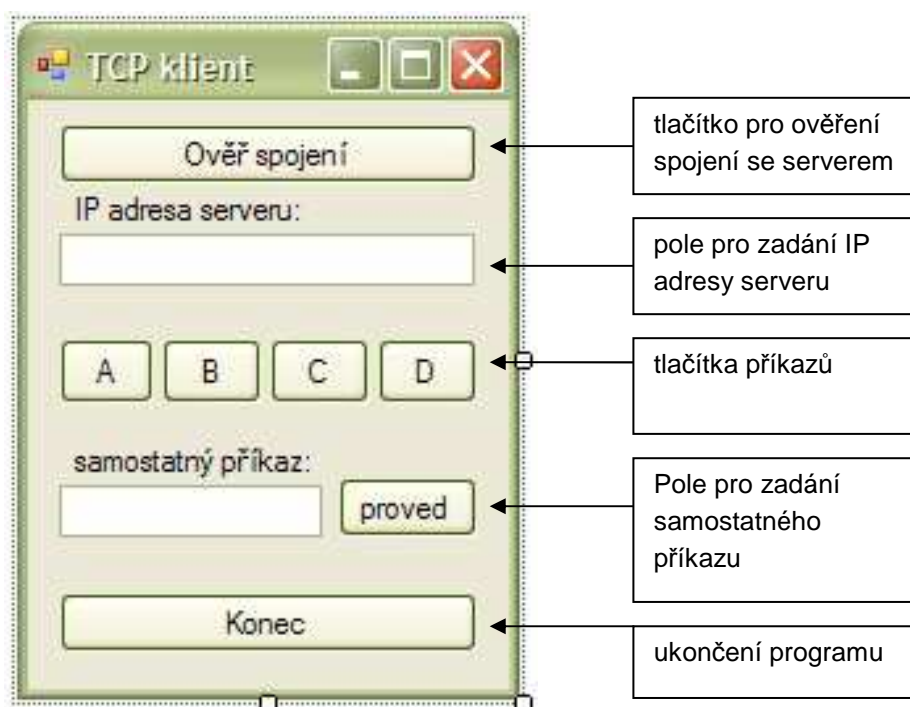 TCP klient
Ověř spojení
IP adresa serveru:
A B C D
samostatný příkaz:
proved
Konec
tlačítko pro ověření
spojení se serverem
pole pro zadání IP
adresy serveru
tlačítka příkazů
Pole pro zadání
samostatného
příkazu
ukončení programu